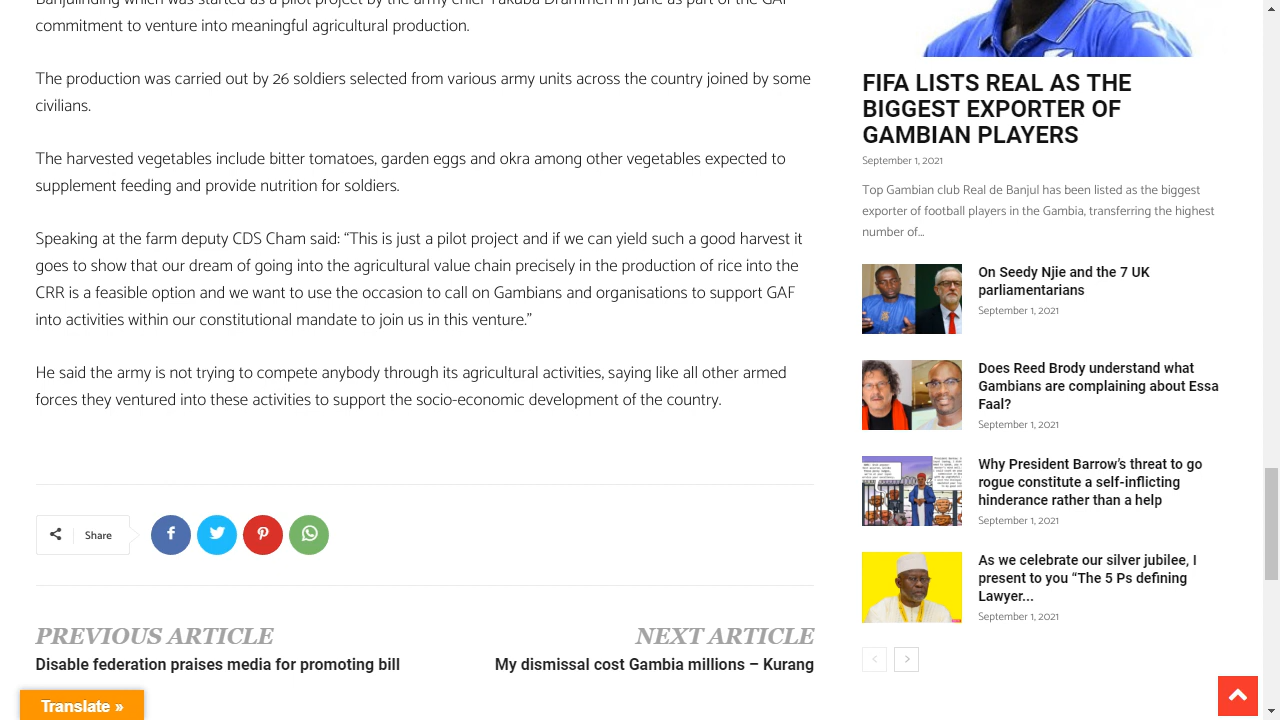 Banjulinding which was started as a pilot project by the army chief Yakuba Drammeh in June as part of the GAF
commitment to venture into meaningful agricultural production.
The production was carried out by 26 soldiers selected from various army units across the country joined by some
civilians.
The harvested vegetables include bitter tomatoes, garden eggs and okra among other vegetables expected to
supplement feeding and provide nutrition for soldiers.
Speaking at the farm deputy CDS Cham said: “This is just a pilot project and if we can yield such a good harvest it
goes to show that our dream of going into the agricultural value chain precisely in the production of rice into the
CRR is a feasible option and we want to use the occasion to call on Gambians and organisations to support GAF
into activities within our constitutional mandate to join us in this venture.”
He said the army is not trying to compete anybody through its agricultural activities, saying like all other armed
forces they ventured into these activities to support the socio-economic development of the country.
Share
PREVIOUS ARTICLE
Disable federation praises media for promoting bill
NEXT ARTICLE
My dismissal cost Gambia millions – Kurang
Translate »
FIFA LISTS REAL AS THE
BIGGEST EXPORTER OF
GAMBIAN PLAYERS
September 1, 2021
Top Gambian club Real de Banjul has been listed as the biggest
exporter of football players in the Gambia, transferring the highest
number of...
On Seedy Njie and the 7 UK
parliamentarians
September 1, 2021
Does Reed Brody understand what
Gambians are complaining about Essa
Faal?
September 1, 2021
Why President Barrow’s threat to go
rogue constitute a self-inflicting
hinderance rather than a help
September 1, 2021
As we celebrate our silver jubilee, I
present to you “The 5 Ps defining
Lawyer...
September 1, 2021